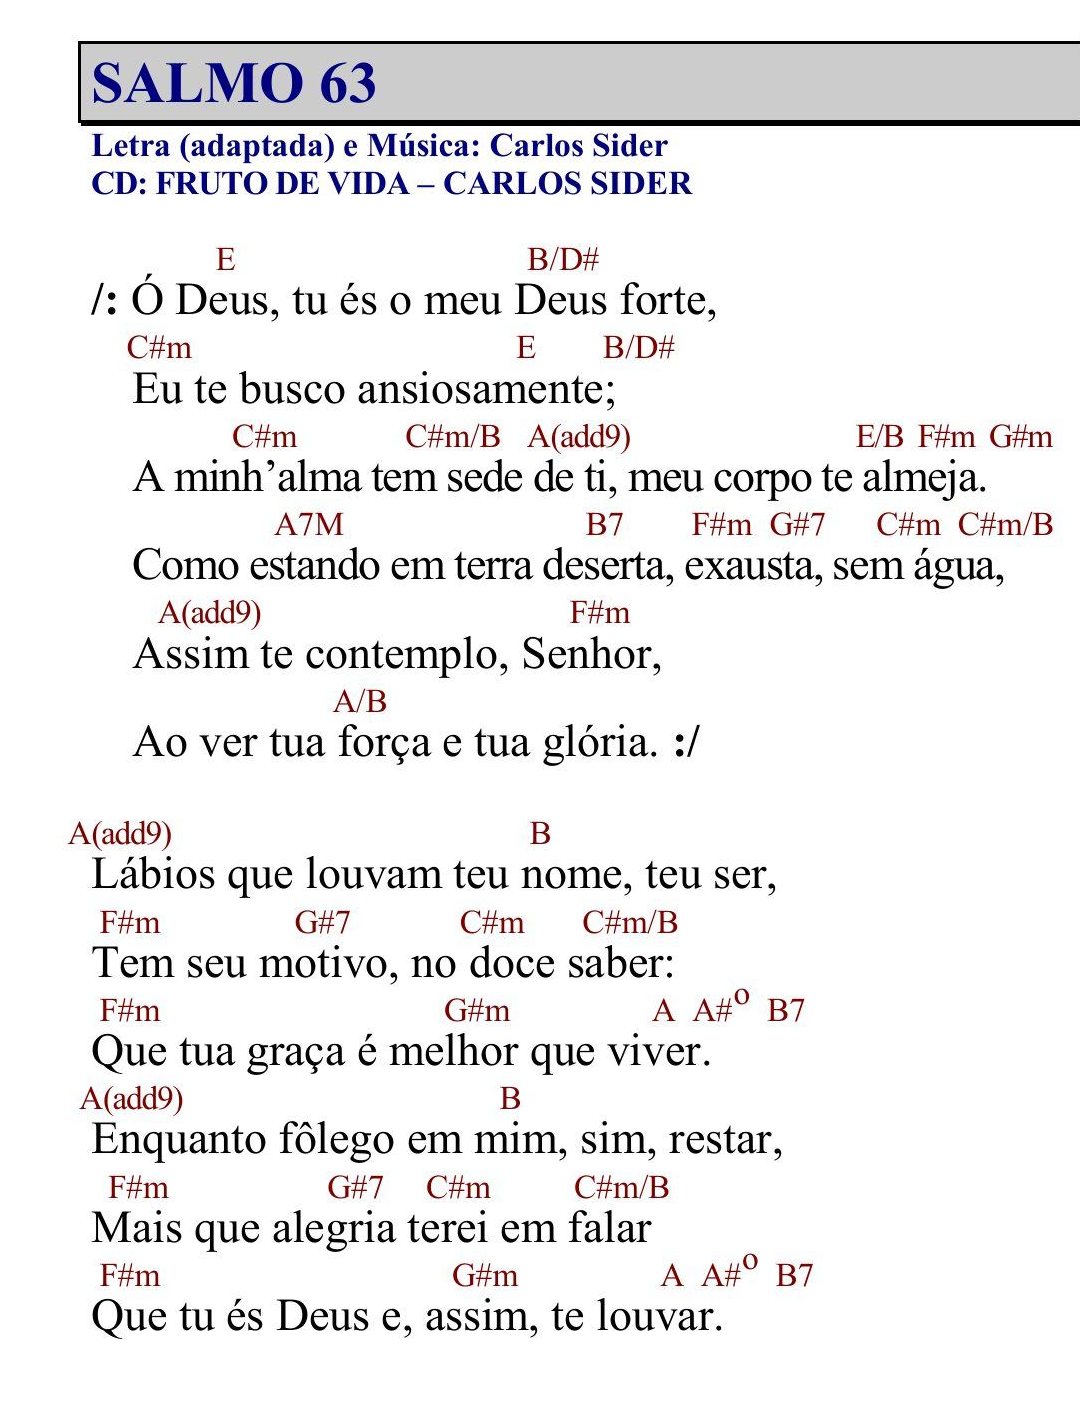 SALMO 63
Letra (adaptada) e Música: Carlos Sider
CD: FRUTO DE VIDA – CARLOS SIDER
E B/D#
/: Ó Deus, tu és o meu Deus forte,
C#m E B/D#
Eu te busco ansiosamente;
C#m C#m/B A(add9) E/B F#m G#m
A minh’alma tem sede de ti, meu corpo te almeja.
A7M B7 F#m G#7 C#m C#m/B
Como estando em terra deserta, exausta, sem água,
A(add9) F#m
Assim te contemplo, Senhor,
A/B
Ao ver tua força e tua glória. :/
A(add9) B
Lábios que louvam teu nome, teu ser,
F#m G#7 C#m C#m/B
Tem seu motivo, no doce saber:
F#m G#m A A#º B7
Que tua graça é melhor que viver.
A(add9) B
Enquanto fôlego em mim, sim, restar,
F#m G#7 C#m C#m/B
Mais que alegria terei em falar
F#m G#m A A#º B7
Que tu és Deus e, assim, te louvar.